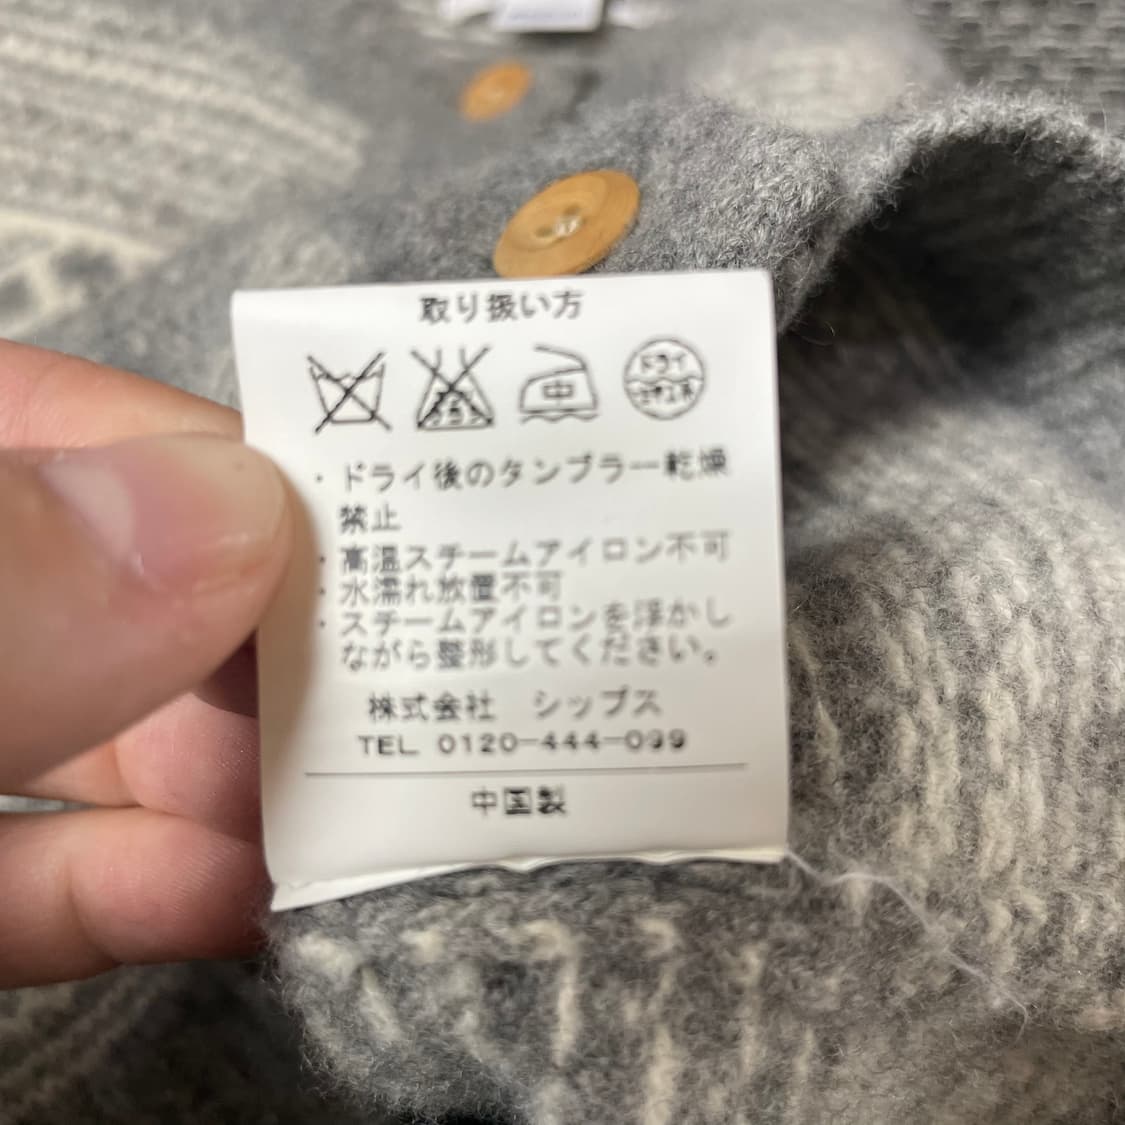 取り扱い方
中
ドライ
・ドライ後のタンブラー乾燥
禁止
・高温スチームアイロン不可
・水濡れ放置不可
・スチームアイロンを浮かし
ながら整形してください。
株式会社 シップス
TEL 0120-444-099
中国製